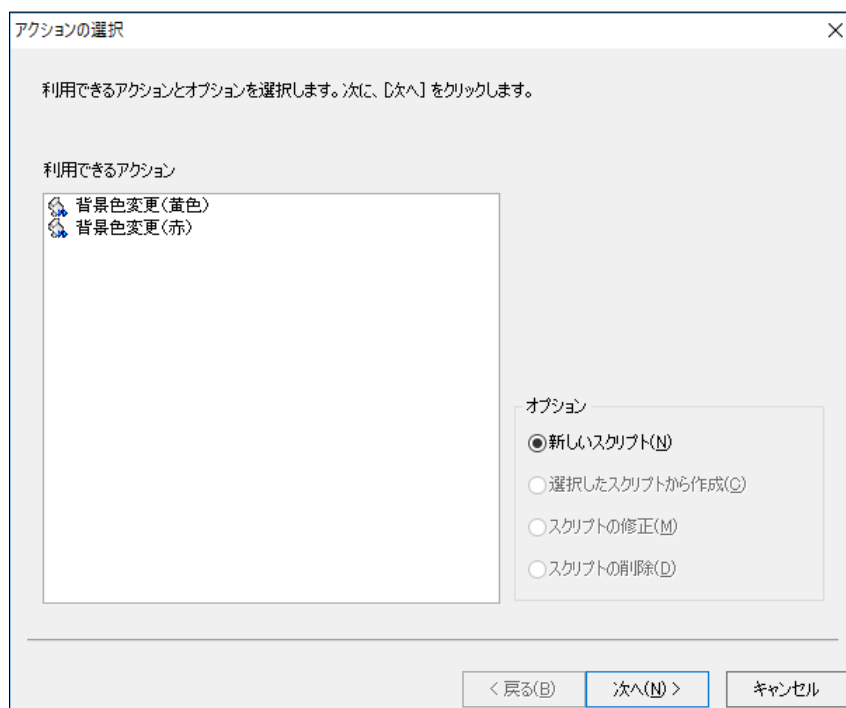 アクションの選択
利用できるアクションとオプションを選択します。次に、[次へ] をクリックします。
利用できるアクション
背景色変更(黄色)
背景色変更(赤)
オプション
新しいスクリプト(N)
選択したスクリプトから作成(C)
スクリプトの修正(M)
スクリプトの削除(D)
< 戻る(B)
次へ(N) >
キャンセル